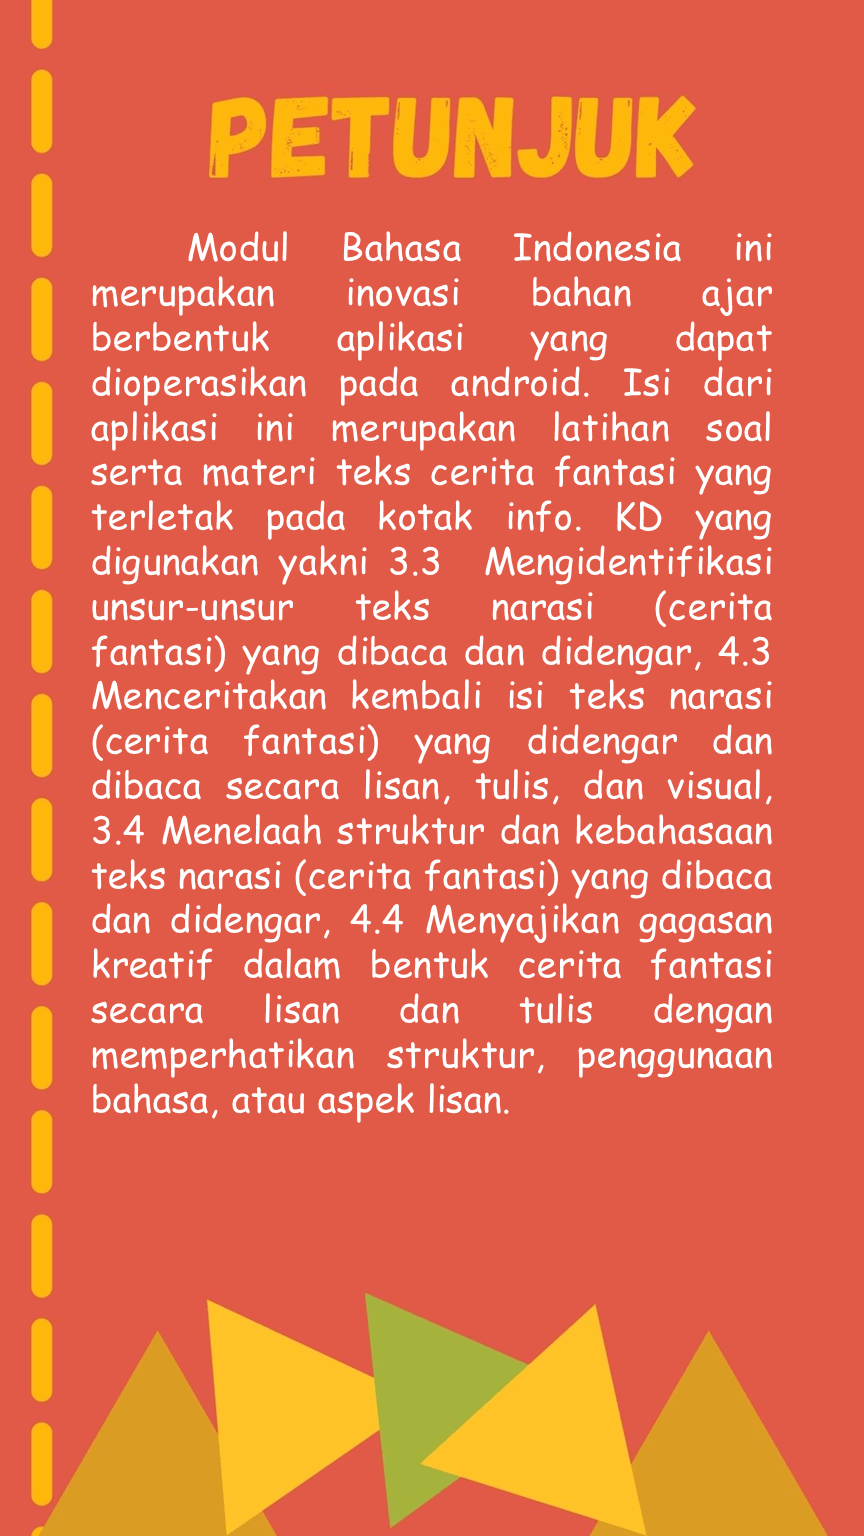 PETUNJUK
Modul Bahasa Indonesia ini
merupakan inovasi bahan ajar
berbentuk aplikasi yang dapat
dioperasikan pada android. Isi dari
aplikasi ini merupakan latihan soal
serta materi teks cerita fantasi yang
terletak pada kotak info. KD yang
digunakan yakni 3.3 Mengidentifikasi
unsur-unsur teks narasi (cerita
fantasi) yang dibaca dan didengar, 4.3
Menceritakan kembali isi teks narasi
(cerita fantasi) yang didengar dan
dibaca secara lisan, tulis, dan visual,
3.4 Menelaah struktur dan kebahasaan
teks narasi (cerita fantasi) yang dibaca
dan didengar, 4.4 Menyajikan gagasan
kreatif dalam bentuk cerita fantasi
secara lisan dan tulis dengan
memperhatikan struktur, penggunaan
bahasa, atau aspek lisan.